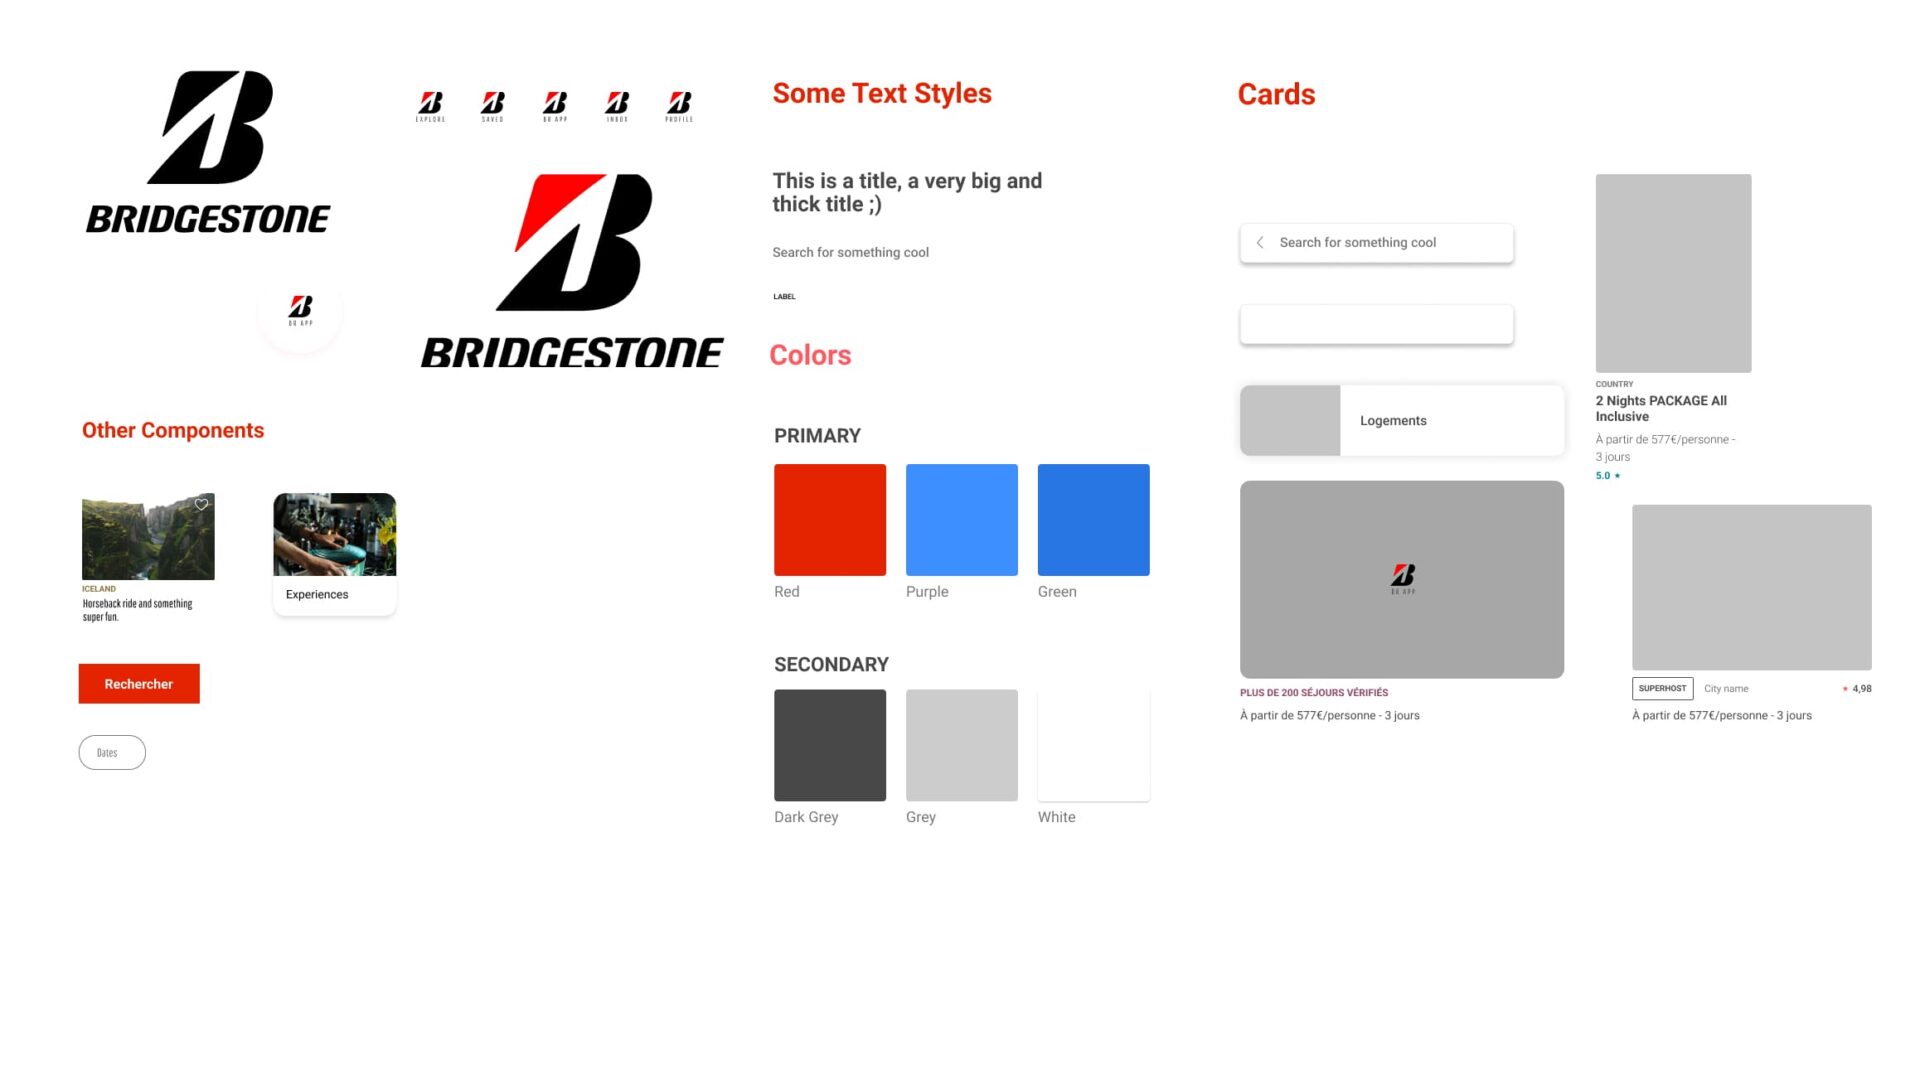 BRIDGESTONE
EXPLORE
SAVED
BB APP
INBOX
PROFILE
BRIDGESTONE
BB APP
Other Components
ICELAND
Horseback ride and something
super fun.
Experiences
Rechercher
Dates
Some Text Styles
This is a title, a very big and
thick title ;)
Search for something cool
LABEL
Colors
PRIMARY
Red
Purple
Green
SECONDARY
Dark Grey
Grey
White
Cards
Search for something cool
Logements
BB APP
PLUS DE 200 SÉJOURS VÉRIFIÉS
À partir de 577€/personne - 3 jours
COUNTRY
2 Nights PACKAGE All
Inclusive
À partir de 577€/personne -
3 jours
5.0 ★
SUPERHOST
City name
4,98
À partir de 577€/personne - 3 jours